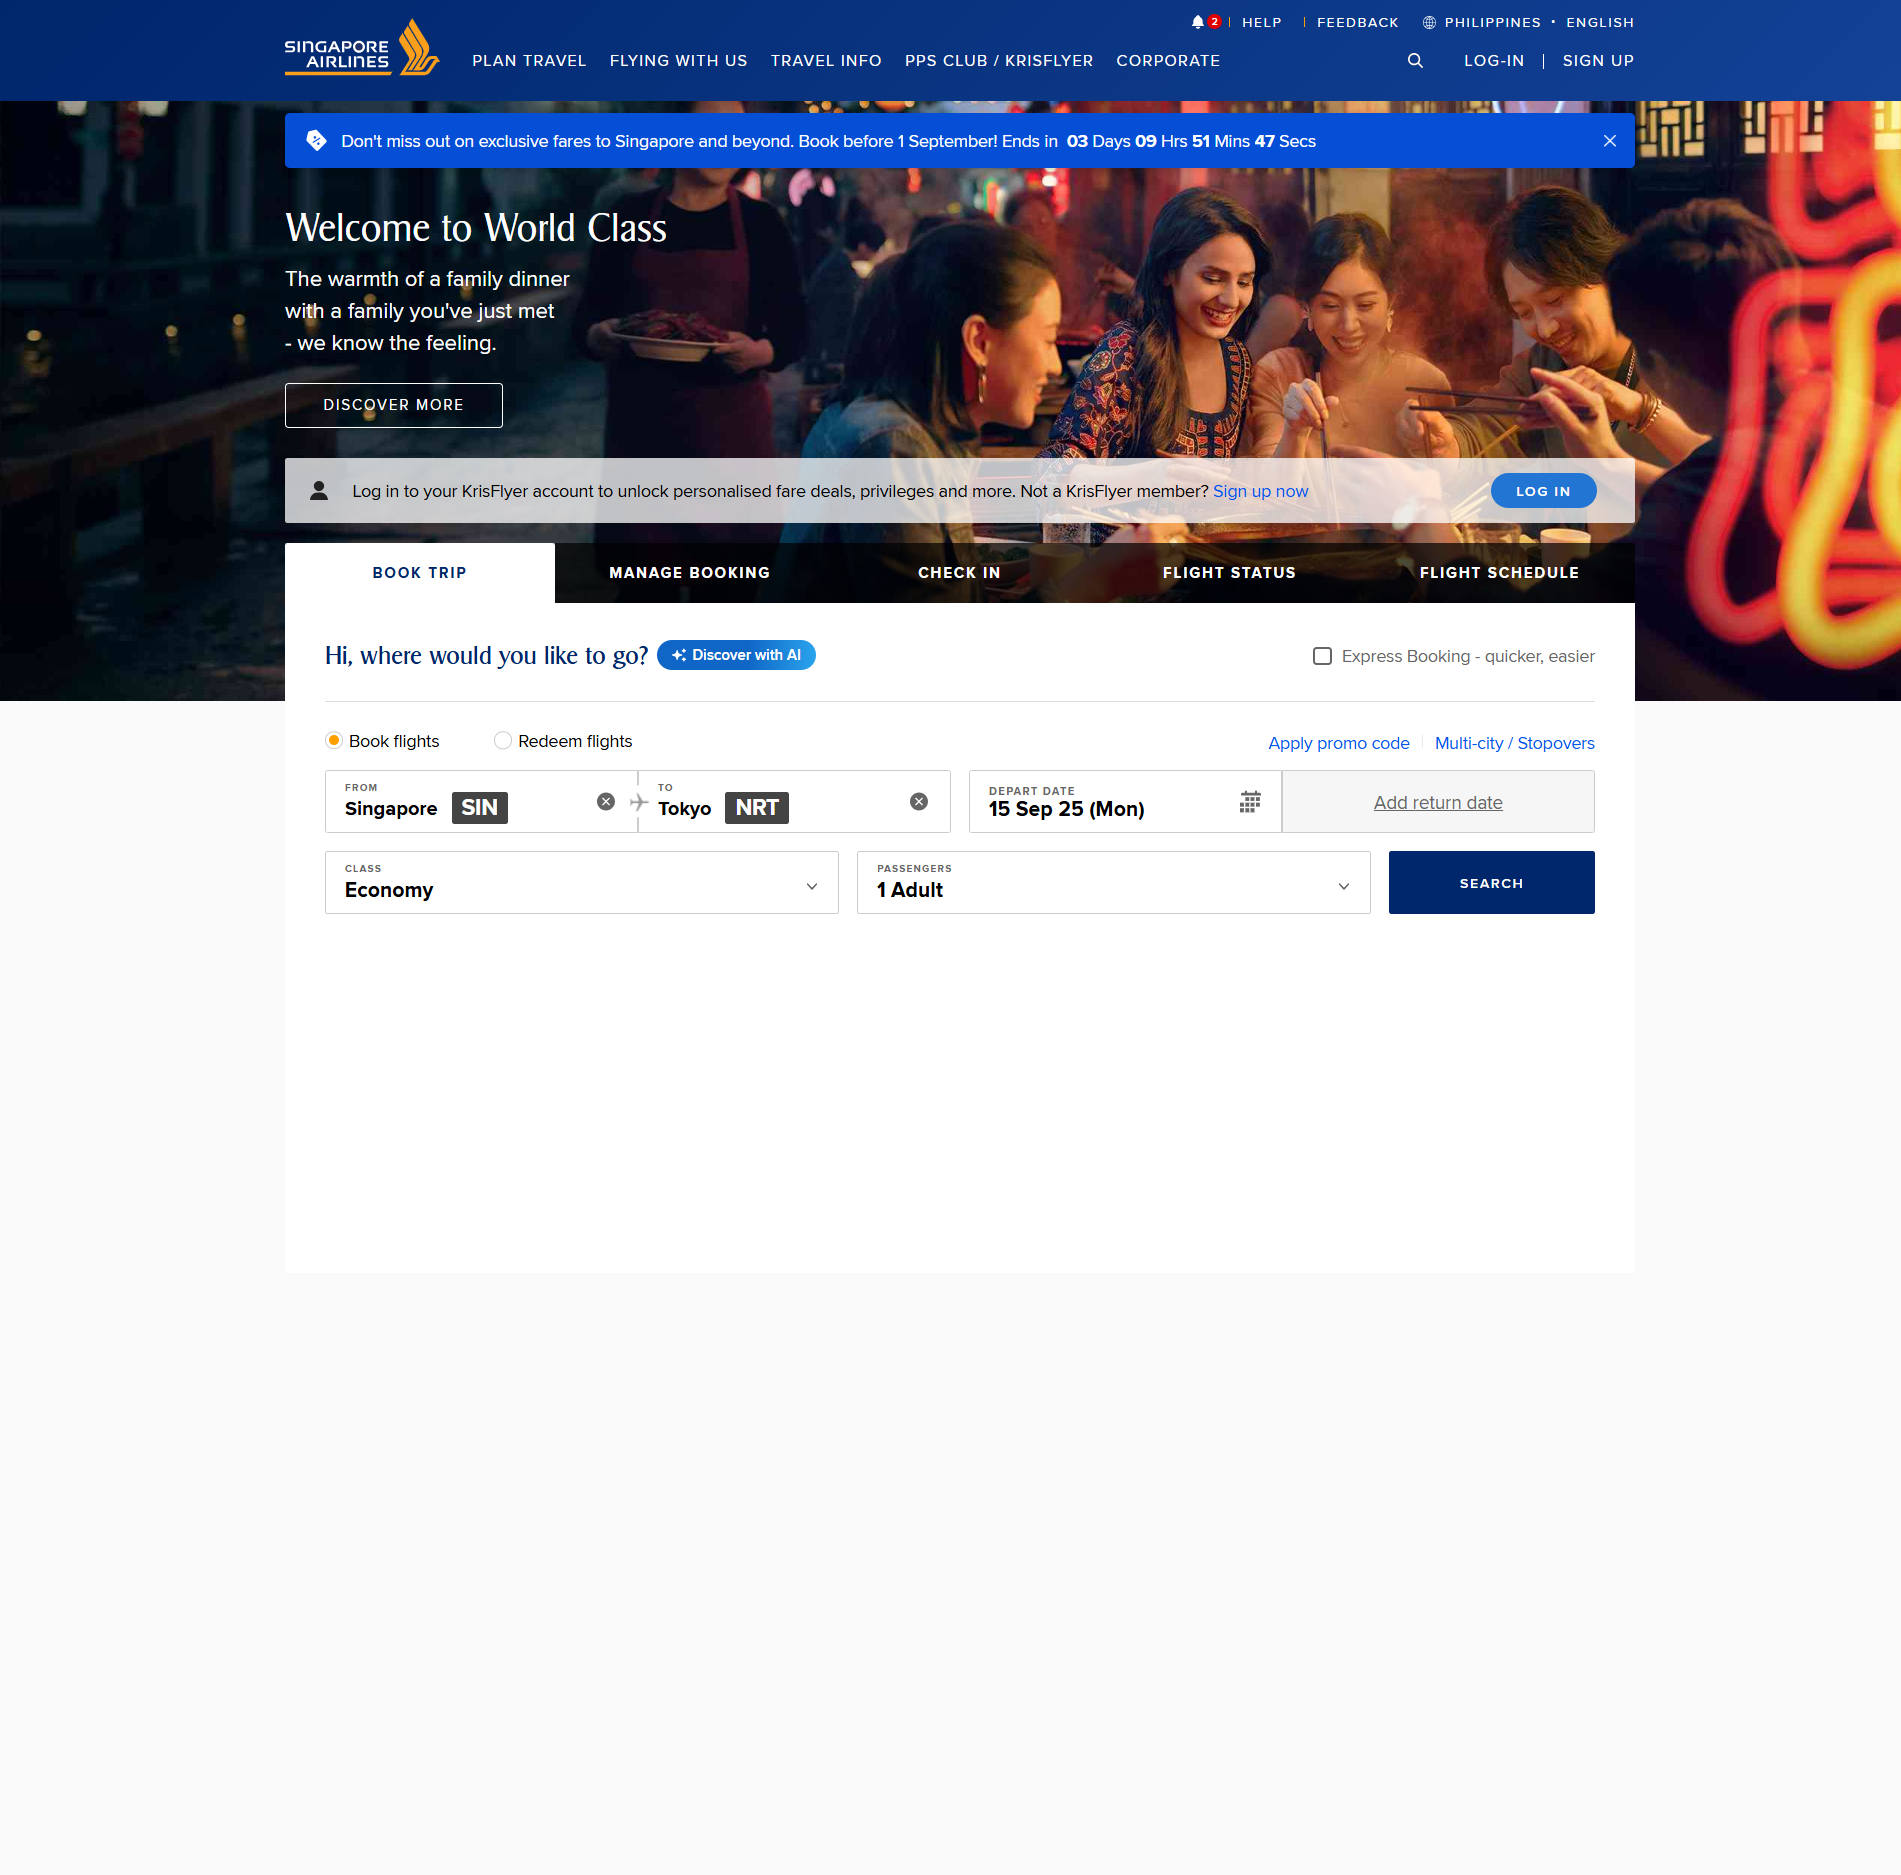 2
HELP
FEEDBACK
PHILIPPINES • ENGLISH
SINGAPORE
AIRLINES
PLAN TRAVEL
FLYING WITH US
TRAVEL INFO
PPS CLUB / KRISFLYER
CORPORATE
LOG-IN
SIGN UP
Don't miss out on exclusive fares to Singapore and beyond. Book before 1 September! Ends in 03 Days 09 Hrs 51 Mins 47 Secs
Welcome to World Class
The warmth of a family dinner
with a family you've just met
- we know the feeling.
DISCOVER MORE
Log in to your KrisFlyer account to unlock personalised fare deals, privileges and more. Not a KrisFlyer member? Sign up now
LOG IN
BOOK TRIP
MANAGE BOOKING
CHECK IN
FLIGHT STATUS
FLIGHT SCHEDULE
Hi, where would you like to go?
Discover with AI
Express Booking - quicker, easier
Book flights
Redeem flights
Apply promo code
Multi-city / Stopovers
FROM
Singapore SIN
TO
Tokyo NRT
DEPART DATE
15 Sep 25 (Mon)
Add return date
CLASS
Economy
PASSENGERS
1 Adult
SEARCH